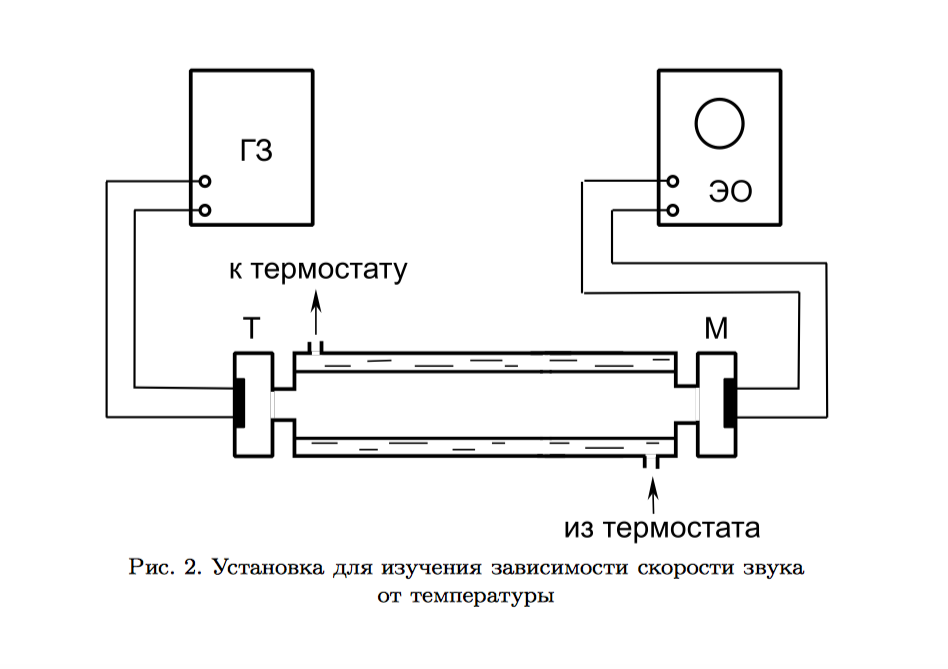 ГЗ
ЭО
к термостату
Т
М
из термостата
Рис. 2. Установка для изучения зависимости скорости звука
от температуры